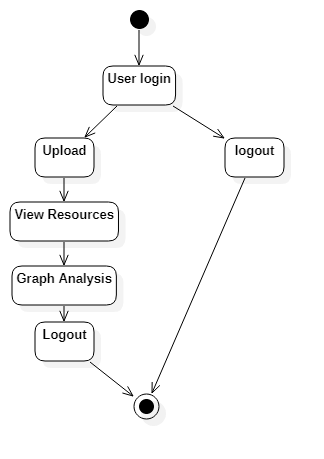 User login
Upload
logout
View Resources
Graph Analysis
Logout